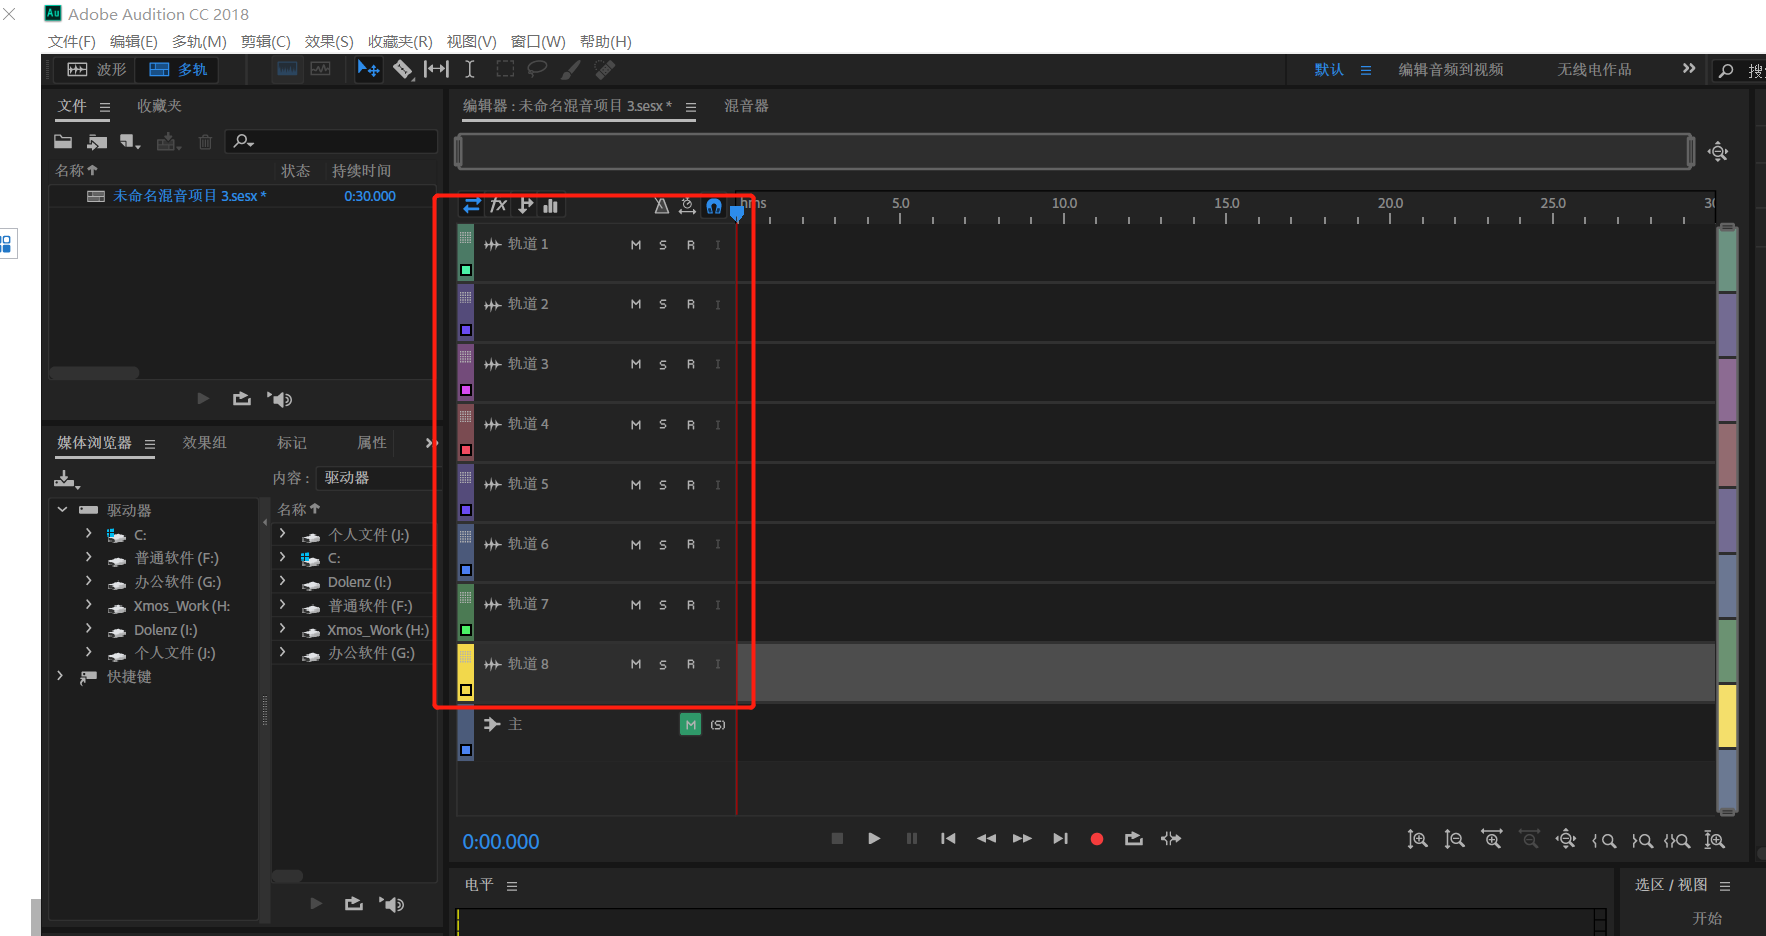 Au Adobe Audition CC 2018
文件(F) 编辑(E) 多轨(M) 剪辑(C) 效果(S) 收藏夹(R) 视图(V) 窗口(W) 帮助(H)
波形 多轨 默认 编辑音频到视频 无线电作品
文件 收藏夹
名称 状态 持续时间
未命名混音项目 3.sesx * 0:30.000
编辑器 : 未命名混音项目 3.sesx * 混音器
fx hms 5.0 10.0 15.0 20.0 25.0 30
轨道 1 M S R I
轨道 2 M S R I
轨道 3 M S R I
轨道 4 M S R I
轨道 5 M S R I
轨道 6 M S R I
轨道 7 M S R I
轨道 8 M S R I
主 M (S)
媒体浏览器 效果组 标记 属性
内容 : 驱动器
驱动器
C:
普通软件 (F:)
办公软件 (G:)
Xmos_Work (H:
Dolenz (I:)
个人文件 (J:)
快捷键
名称
个人文件 (J:)
C:
Dolenz (I:)
普通软件 (F:)
Xmos_Work (H:)
办公软件 (G:)
0:00.000
电平
选区 / 视图
开始